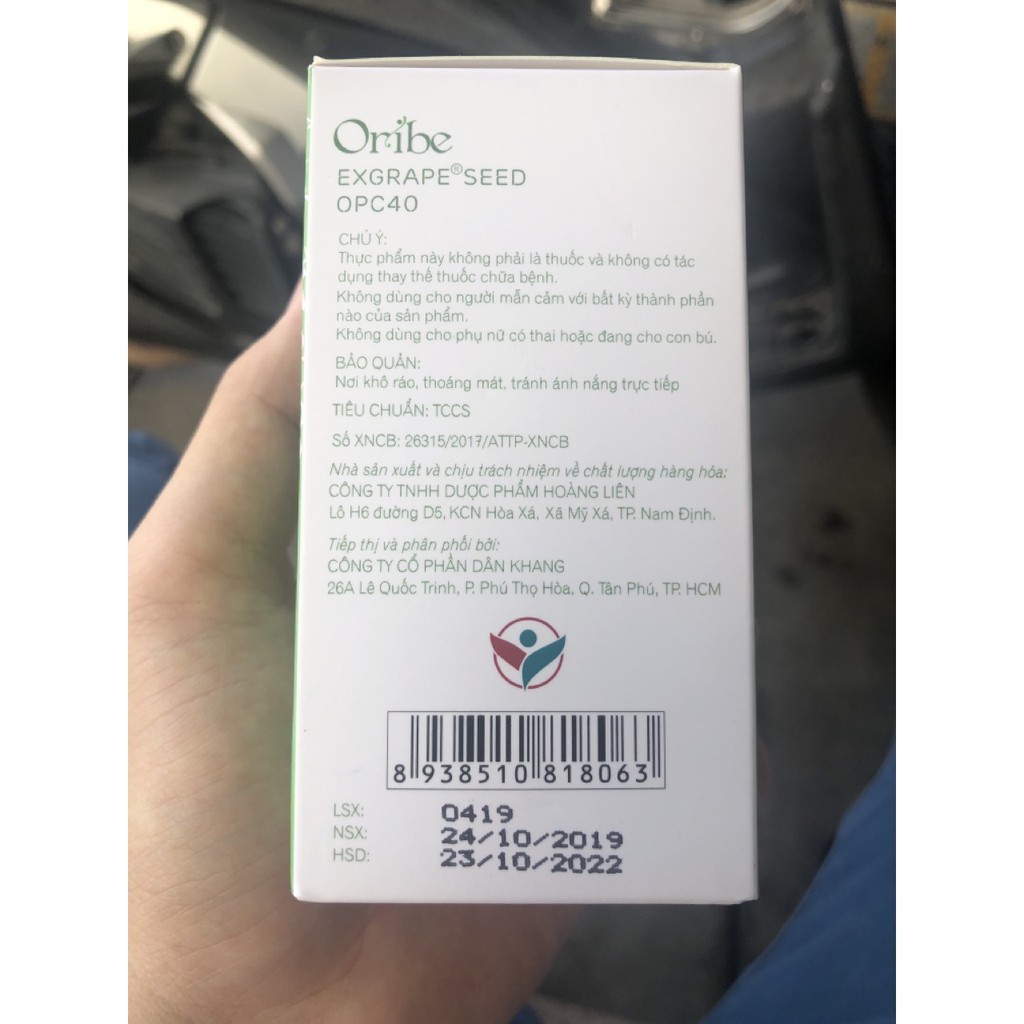 Oribe
EXGRAPE®SEED
OPC40
CHÚ Ý:
Thực phẩm này không phải là thuốc và không có tác
dụng thay thế thuốc chữa bệnh.
Không dùng cho người mẫn cảm với bất kỳ thành phần
nào của sản phẩm.
Không dùng cho phụ nữ có thai hoặc đang cho con bú.
BẢO QUẢN:
Nơi khô ráo, thoáng mát, tránh ánh nắng trực tiếp
TIÊU CHUẨN: TCCS
Số XNCB: 26315/2017/ATTP-XNCB
Nhà sản xuất và chịu trách nhiệm về chất lượng hàng hóa:
CÔNG TY TNHH DƯỢC PHẨM HOÀNG LIÊN
Lô H6 đường D5, KCN Hòa Xá, Xã Mỹ Xá, TP. Nam Định.
Tiếp thị và phân phối bởi:
CÔNG TY CỔ PHẦN DÂN KHANG
26A Lê Quốc Trinh, P. Phú Thọ Hòa, Q. Tân Phú, TP. HCM
8 938510 818063
LSX: 0419
NSX: 24/10/2019
HSD: 23/10/2022